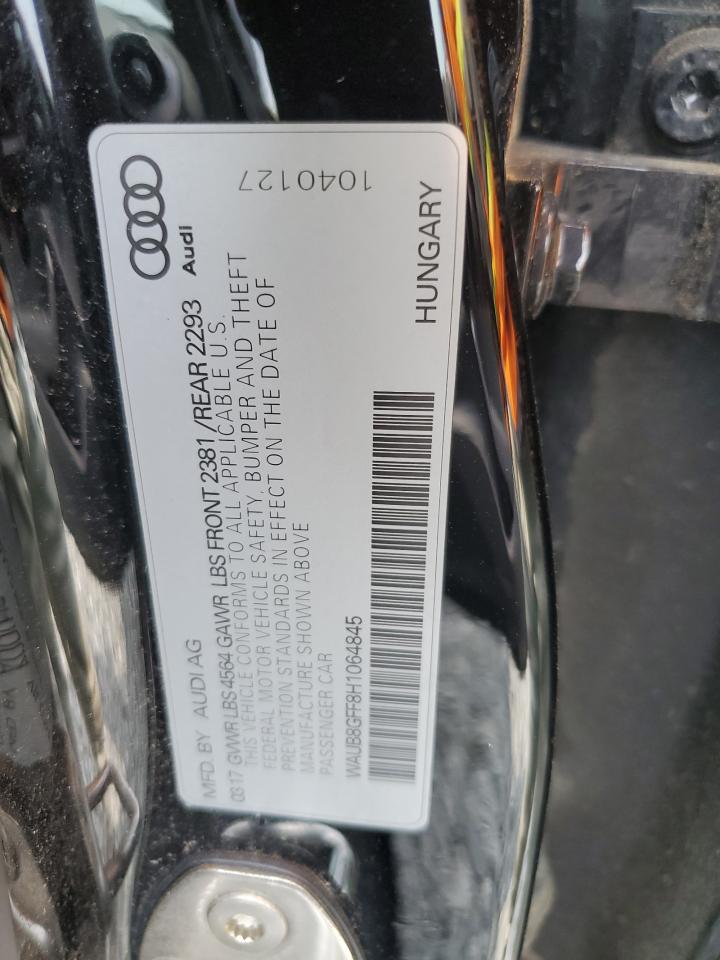 MFD. BY AUDI AG
03 17 GVWR LBS 4564 GAWR LBS FRONT 2381 /REAR 2293
THIS VEHICLE CONFORMS TO ALL APPLICABLE U.S.
FEDERAL MOTOR VEHICLE SAFETY, BUMPER AND THEFT
PREVENTION STANDARDS IN EFFECT ON THE DATE OF
MANUFACTURE SHOWN ABOVE
PASSENGER CAR
WAUB8GFF8H1064845
Audi
HUNGARY
1040127